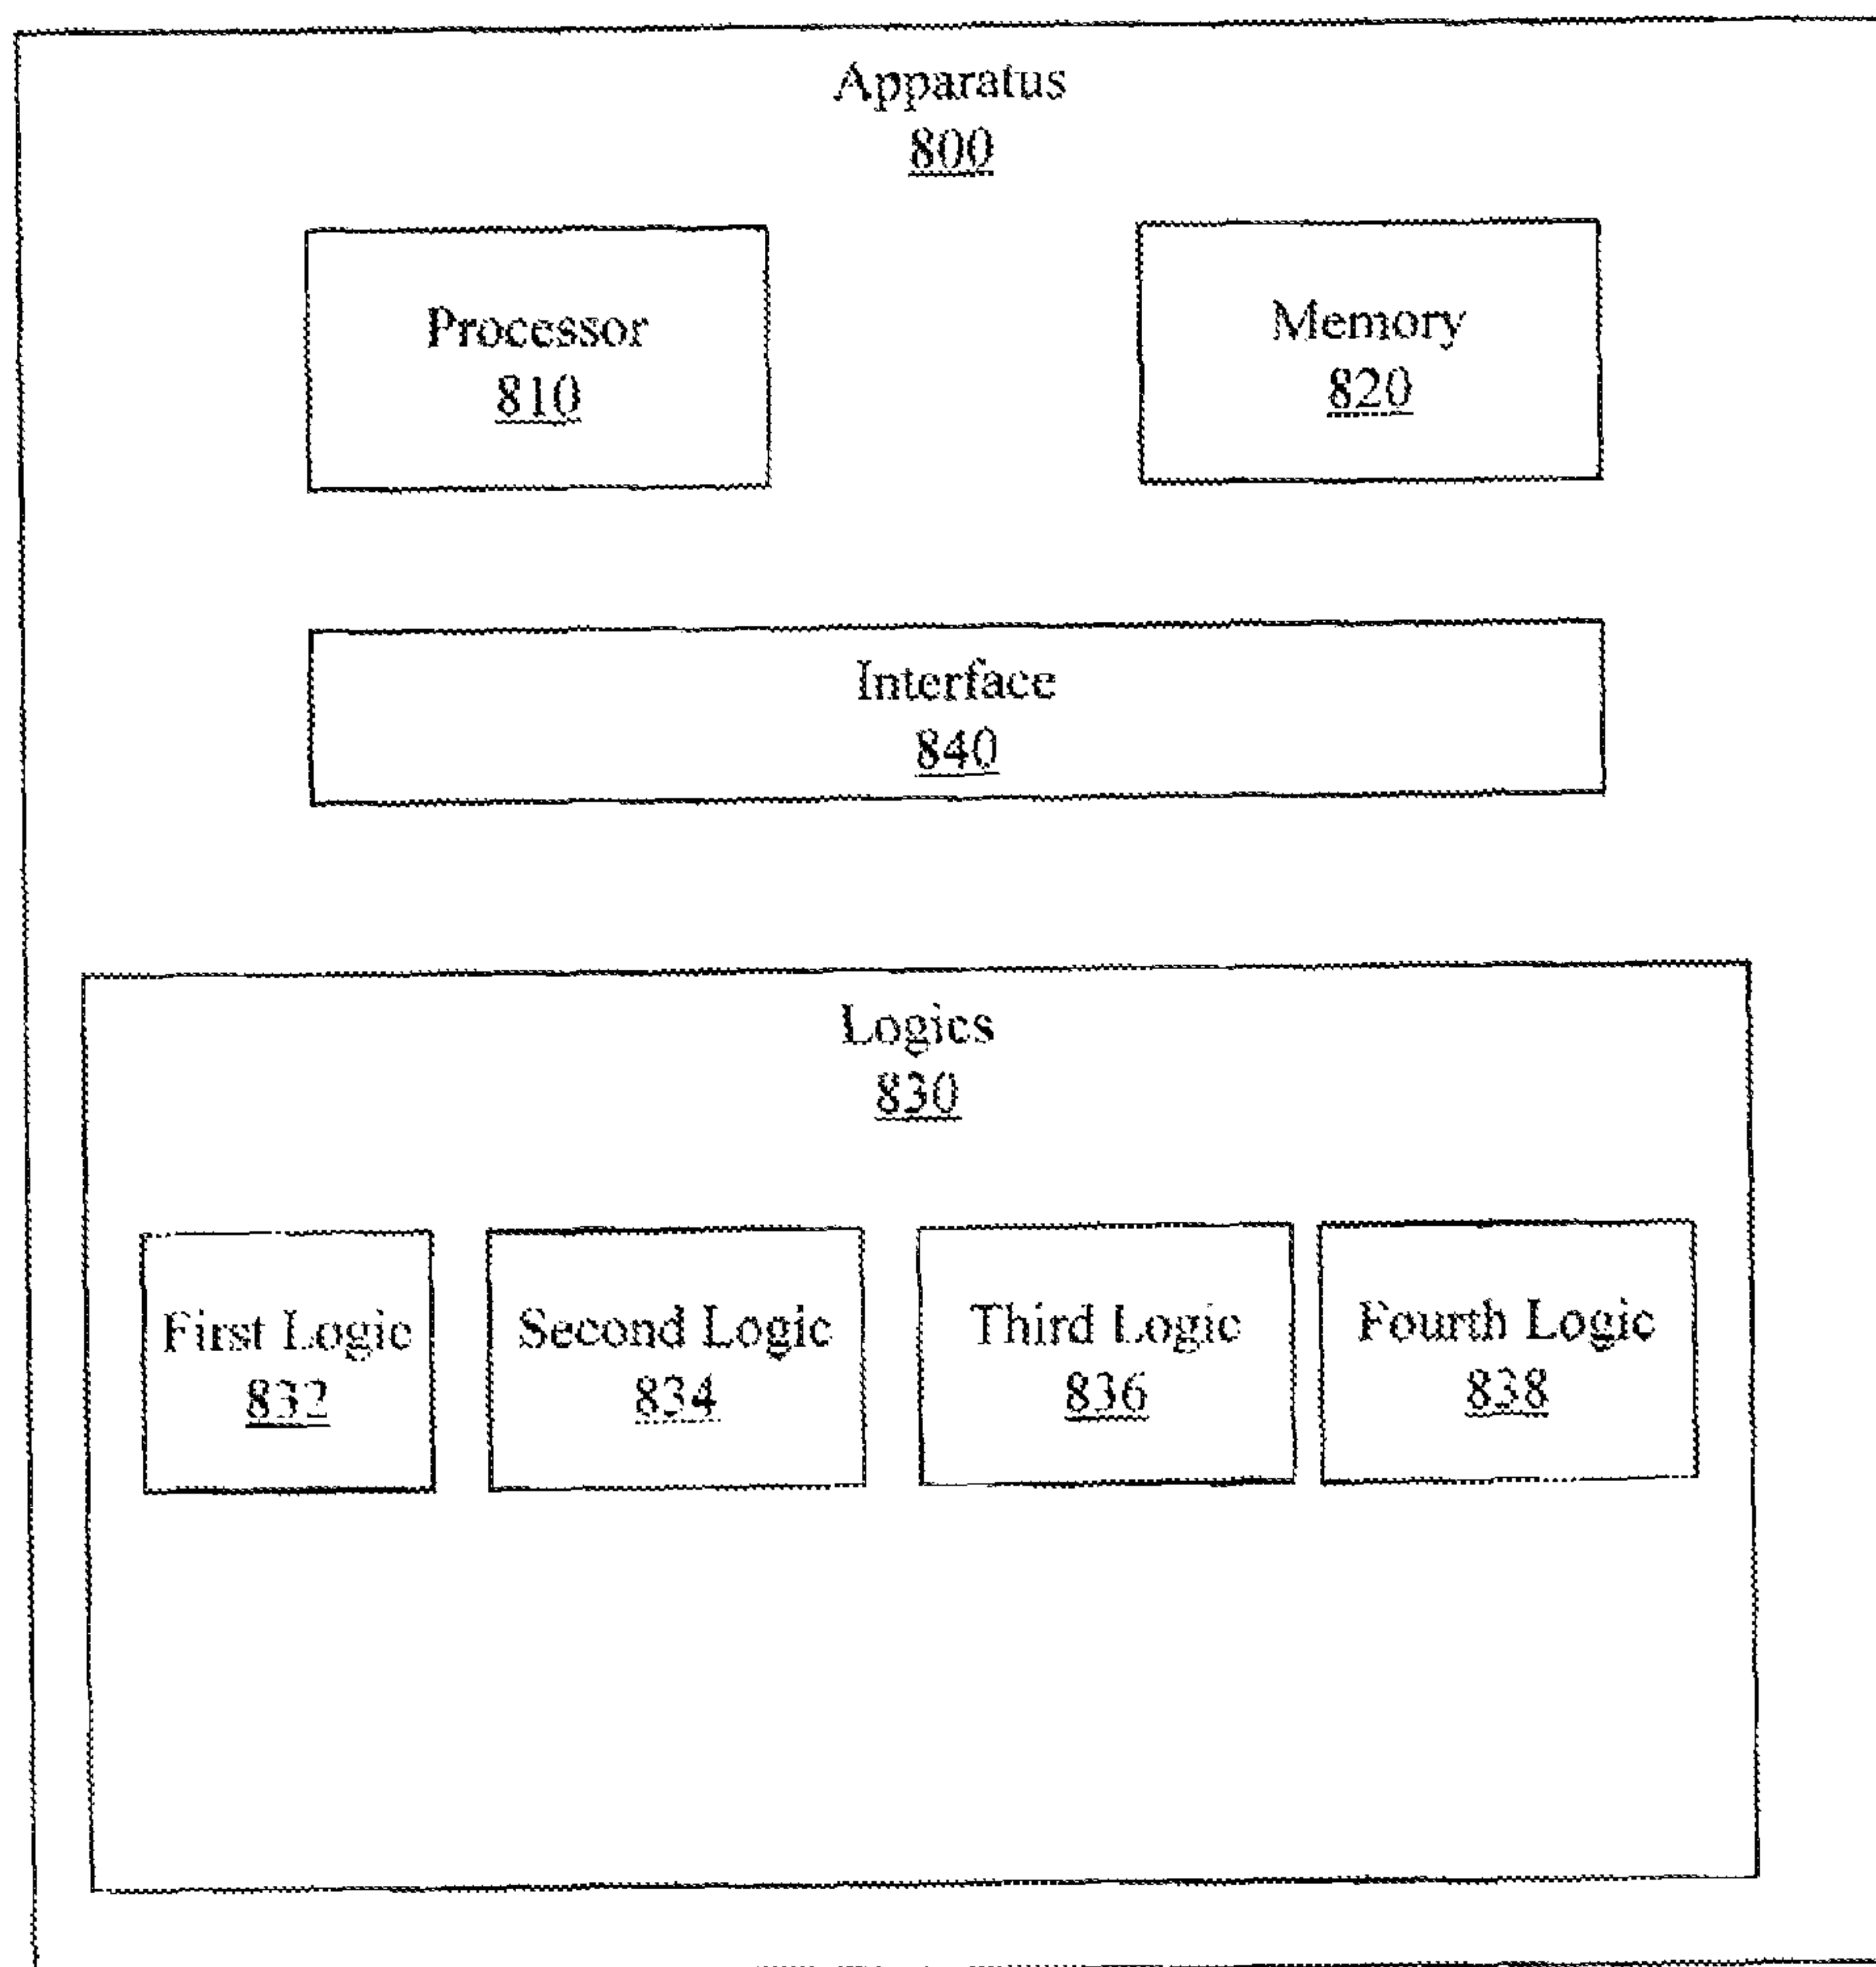 Apparatus
800
Processor
810
Memory
820
Interface
840
Logics
830
First Logic
832
Second Logic
834
Third Logic
836
Fourth Logic
838